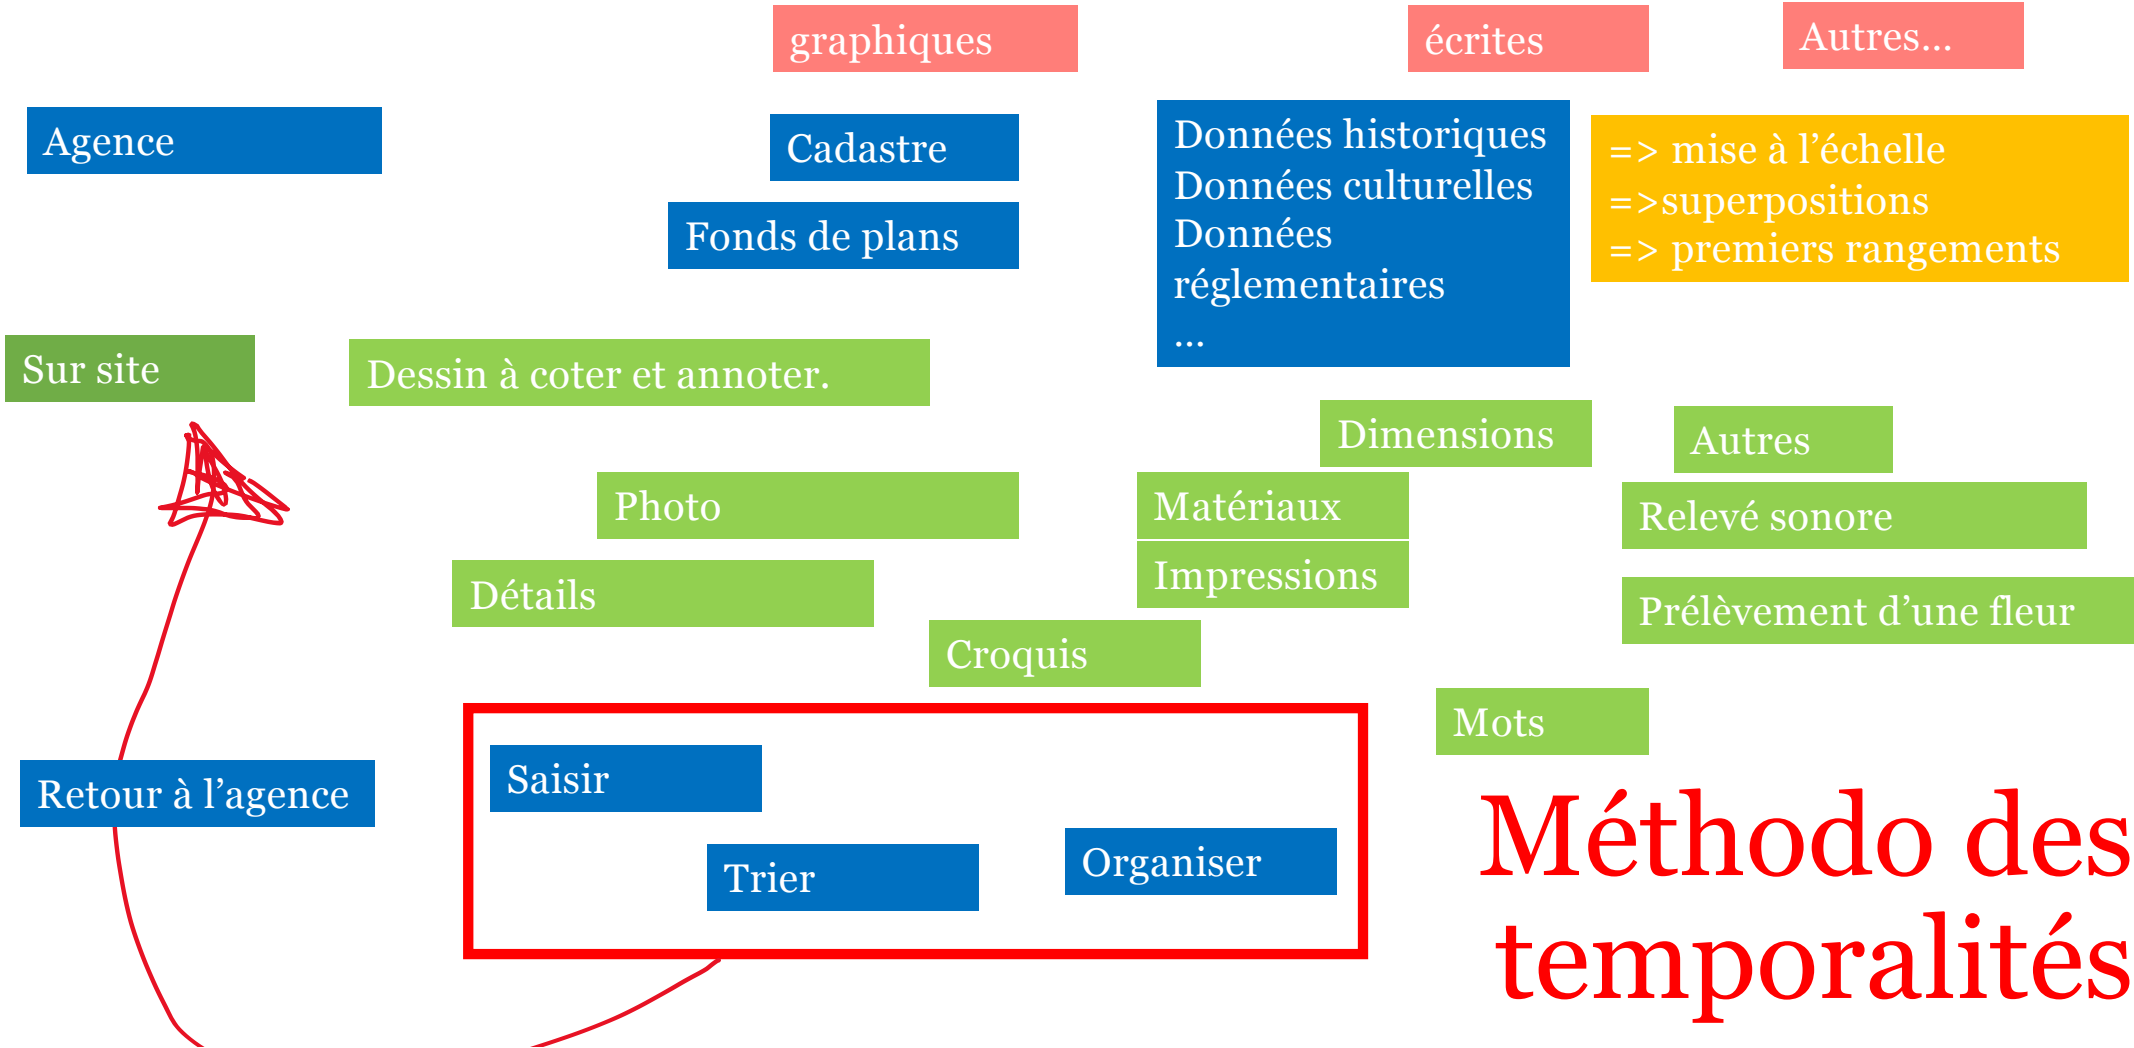 graphiques
écrites
Autres...
Agence
Cadastre
Fonds de plans
Données historiques
Données culturelles
Données
réglementaires
...
=> mise à l’échelle
=>superpositions
=> premiers rangements
Sur site
Dessin à coter et annoter.
Dimensions
Autres
Photo
Matériaux
Relevé sonore
Détails
Impressions
Prélèvement d’une fleur
Croquis
Mots
Retour à l’agence
Saisir
Trier
Organiser
Méthodo des
temporalités